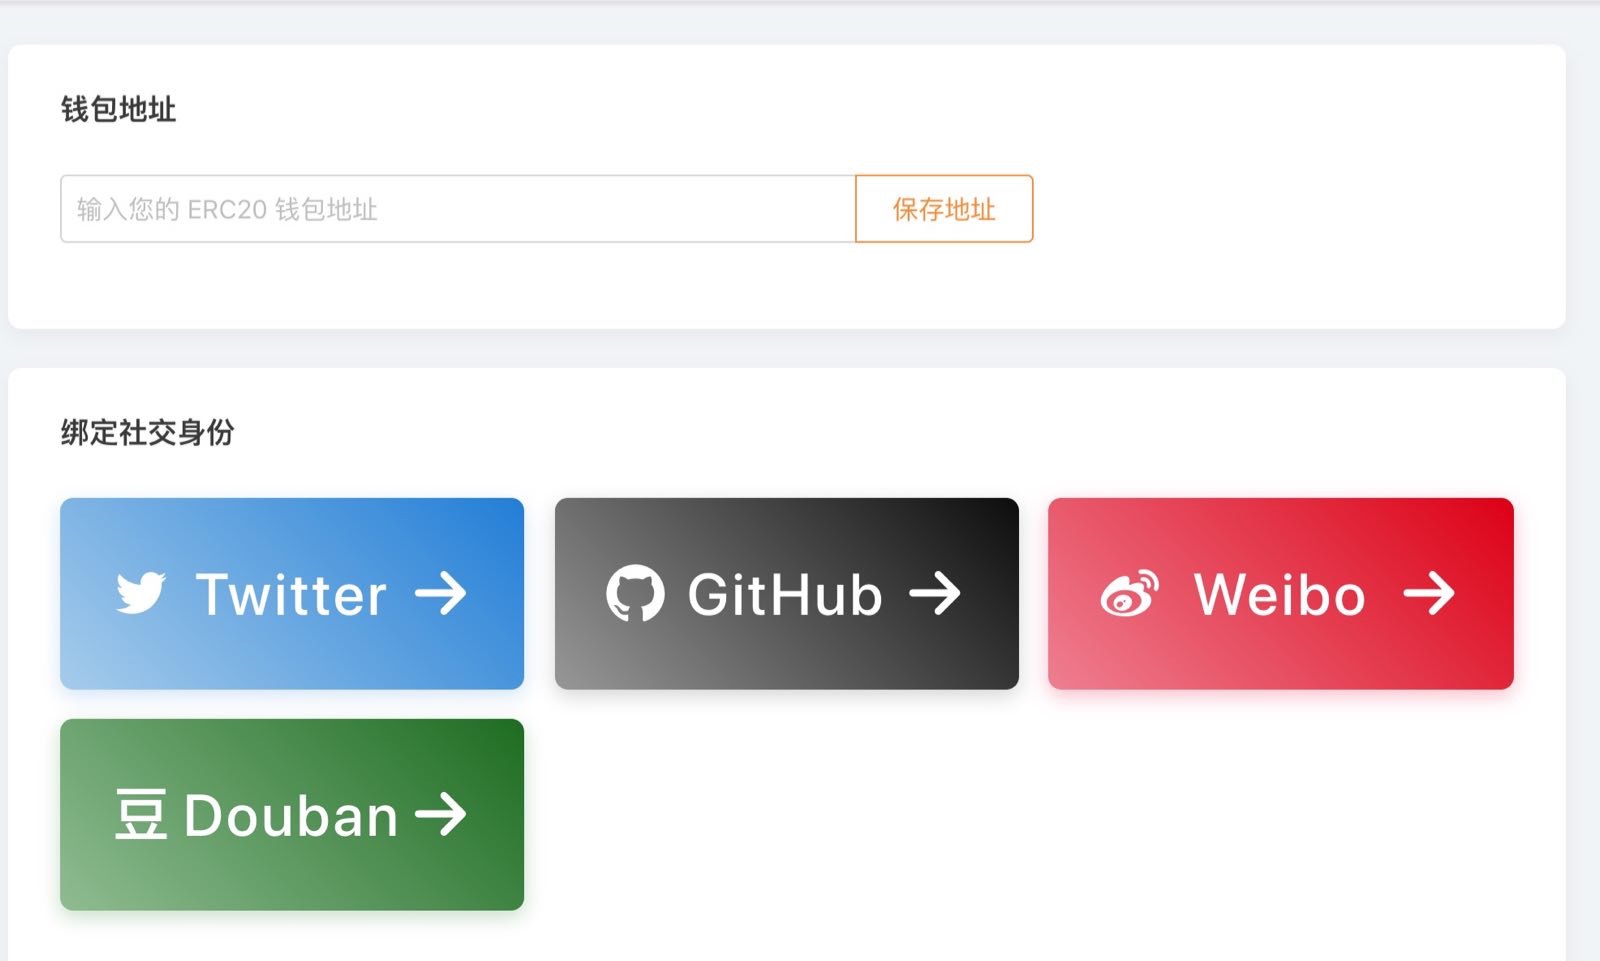 钱包地址
输入您的 ERC20 钱包地址
保存地址
绑定社交身份
Twitter
GitHub
Weibo
豆 Douban